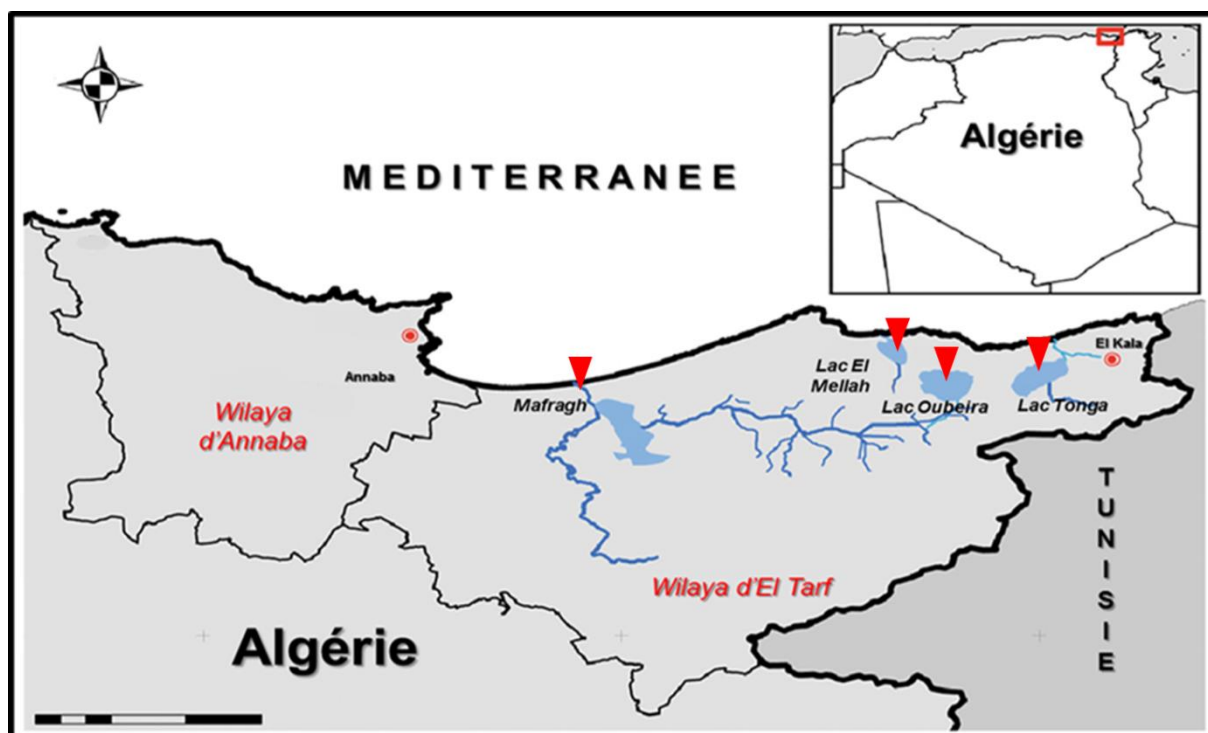 Algérie
MEDITERRANEE
El Kala
Annaba
Lac El
Mellah
Mafragh
Lac Oubeira
Lac Tonga
Wilaya
d'Annaba
TUNISIE
Wilaya d'El Tarf
Algérie